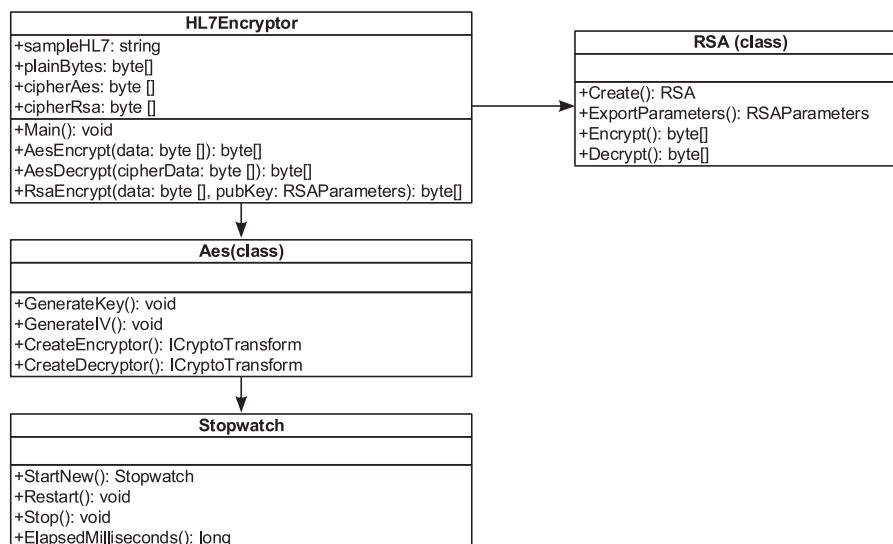 HL7Encryptor
+sampleHL7: string
+plainBytes: byte[]
+cipherAes: byte []
+cipherRsa: byte []
+Main(): void
+AesEncrypt(data: byte []): byte[]
+AesDecrypt(cipherData: byte []): byte[]
+RsaEncrypt(data: byte [], pubKey: RSAParameters): byte[]
RSA (class)
+Create(): RSA
+ExportParameters(): RSAParameters
+Encrypt(): byte[]
+Decrypt(): byte[]
Aes(class)
+GenerateKey(): void
+GenerateIV(): void
+CreateEncryptor(): ICryptoTransform
+CreateDecryptor(): ICryptoTransform
Stopwatch
+StartNew(): Stopwatch
+Restart(): void
+Stop(): void
+ElapsedMilliseconds(): long